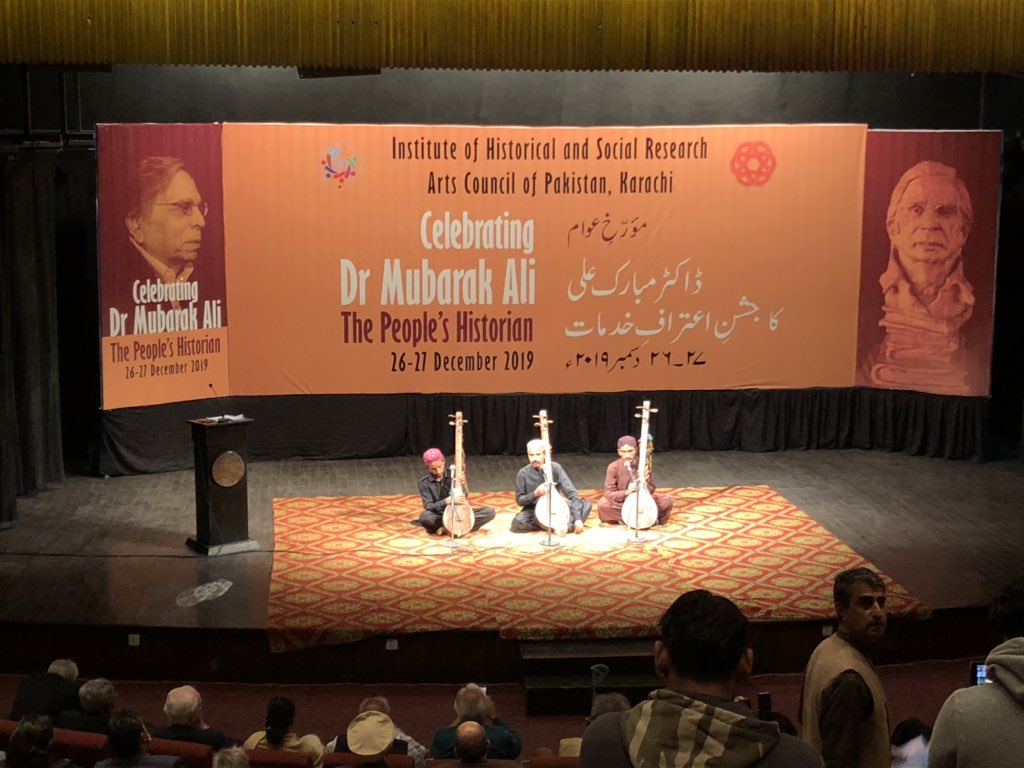 Celebrating
Dr Mubarak Ali
The People's Historian
26-27 December 2019
Institute of Historical and Social Research
Arts Council of Pakistan, Karachi
Celebrating
Dr Mubarak Ali
The People's Historian
26-27 December 2019
مؤرّخِ عوام
ڈاکٹر مبارک علی
کا جشنِ اعترافِ خدمات
۲۶_۲۷ دسمبر ۲۰۱۹ء